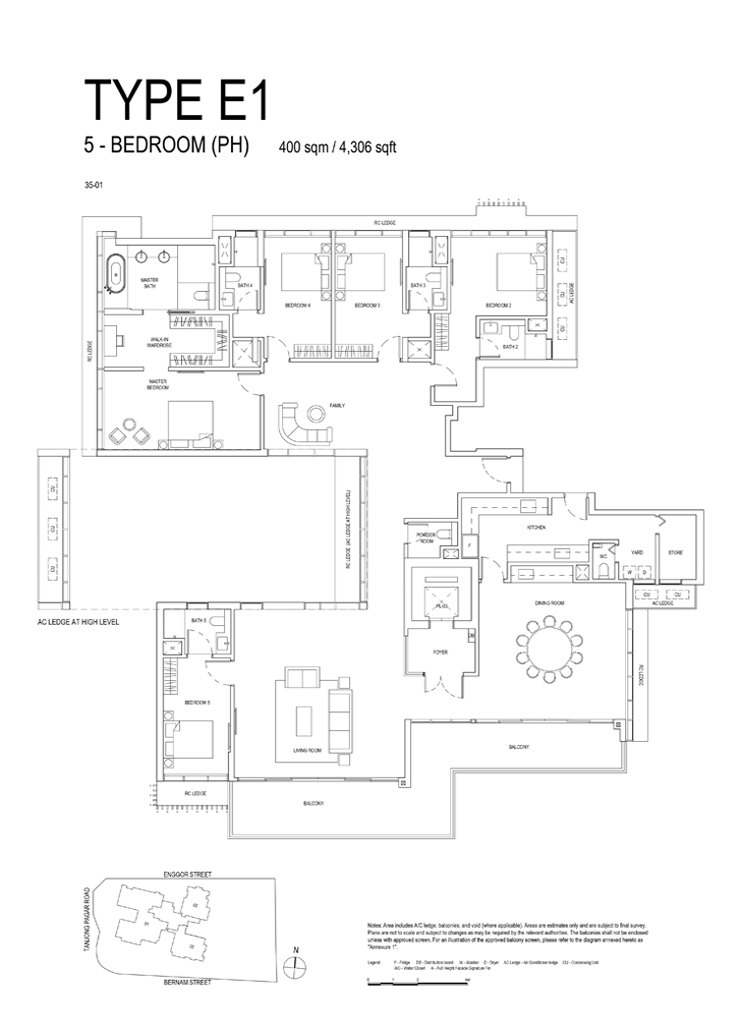 TYPE E1
5 - BEDROOM (PH) 400 sqm / 4,306 sqft
35-01
RC LEDGE
MASTER
BATH
BATH 4
BEDROOM 4
BEDROOM 3
BATH 3
BEDROOM 2
CU
CU
CU
AC LEDGE
RC LEDGE
WALK-IN
WARDROBE
BATH 2
MASTER
BEDROOM
FAMILY
CU
CU
CU
RC LEDGE (AC LEDGE AT HIGH LEVEL)
KITCHEN
POWDER
ROOM
F
WC
YARD
STORE
W D
CU CU
AC LEDGE
AC LEDGE AT HIGH LEVEL
PL-03
DB
DINING ROOM
BATH 5
FOYER
RC LEDGE
BEDROOM 5
LIVING ROOM
BALCONY
RC LEDGE
BALCONY
ENGGOR STREET
TANJONG PAGAR ROAD
BERNAM STREET
N
Notes: Area includes A/C ledge, balconies, and void (where applicable). Areas are estimates only and are subject to final survey.
Plans are not to scale and subject to changes as may be required by the relevant authorities. The balconies shall not be enclosed
unless with approved screen. For an illustration of the approved balcony screen, please refer to the diagram annexed hereto as
"Annexure 1".
Legend: F - Fridge DB - Distribution board W - Washer D - Dryer AC Ledge - Air-Conditioner ledge CU - Condensing Unit